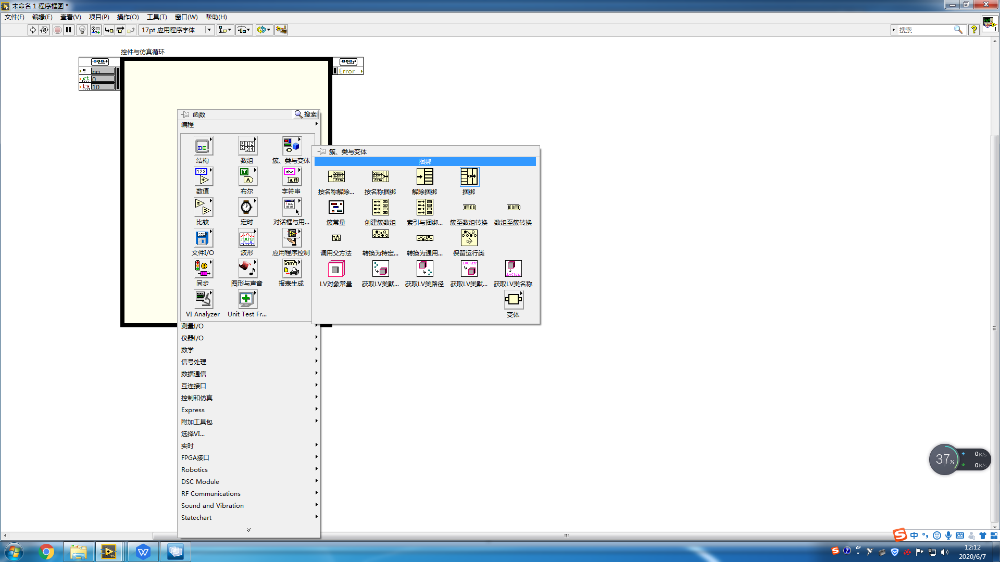 未命名 1 程序框图 *
文件(F) 编辑(E) 查看(V) 项目(P) 操作(O) 工具(T) 窗口(W) 帮助(H)
17pt 应用程序字体
搜索
控件与仿真循环
no
0
10
Error
函数
搜索
编程
结构 数组 簇、类与变体
数值 布尔 字符串
比较 定时 对话框与用...
文件I/O 波形 应用程序控制
同步 图形与声音 报表生成
VI Analyzer Unit Test Fr...
簇、类与变体
捆绑
按名称解除... 按名称捆绑 解除捆绑 捆绑
簇常量 创建簇数组 索引与捆绑... 簇至数组转换 数组至簇转换
调用父方法 转换为特定... 转换为通用... 保留运行类
LV对象常量 获取LV类默... 获取LV类路径 获取LV类默... 获取LV类名称
变体
测量I/O
仪器I/O
数学
信号处理
数据通信
互连接口
控制和仿真
Express
附加工具包
选择VI...
实时
FPGA接口
Robotics
DSC Module
RF Communications
Sound and Vibration
Statechart
37%
0K/s
0K/s
中
12:12
2020/6/7